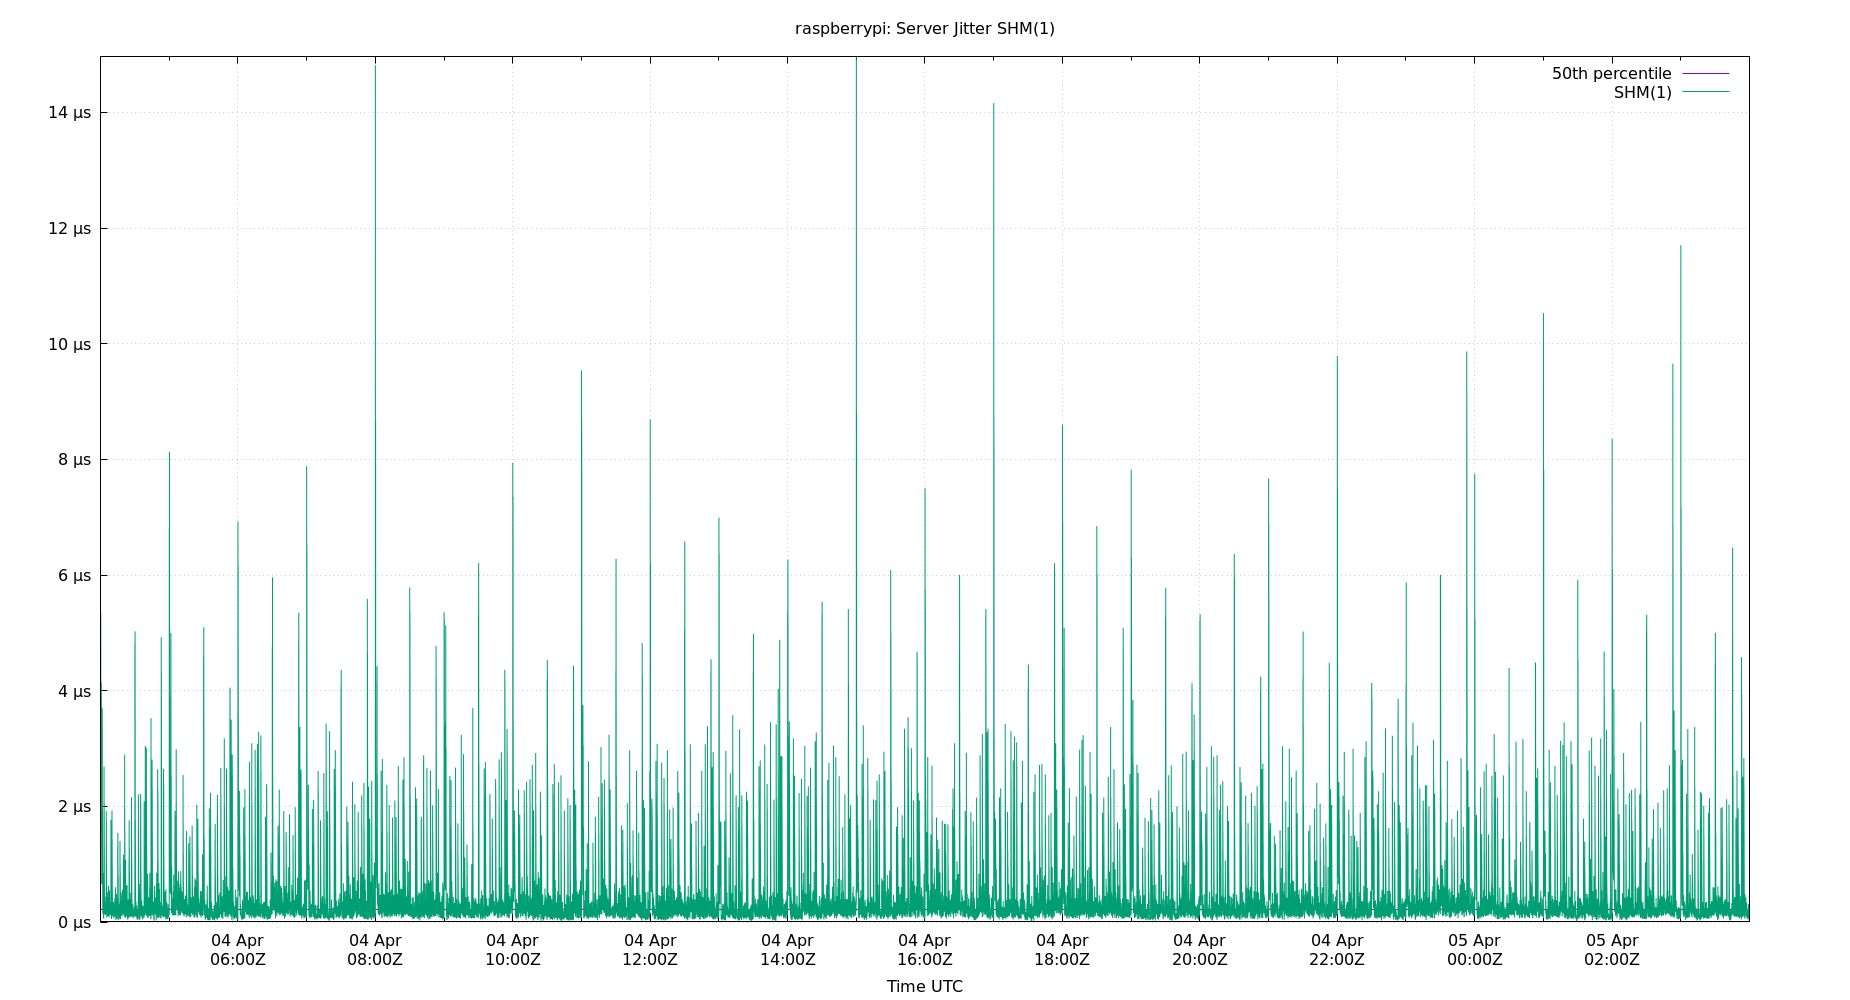 raspberrypi: Server Jitter SHM(1)
50th percentile
SHM(1)
14 µs
12 µs
10 µs
8 µs
6 µs
4 µs
2 µs
0 µs
04 Apr 04 Apr 04 Apr 04 Apr 04 Apr 04 Apr 04 Apr 04 Apr 04 Apr 05 Apr 05 Apr
06:00Z 08:00Z 10:00Z 12:00Z 14:00Z 16:00Z 18:00Z 20:00Z 22:00Z 00:00Z 02:00Z
Time UTC